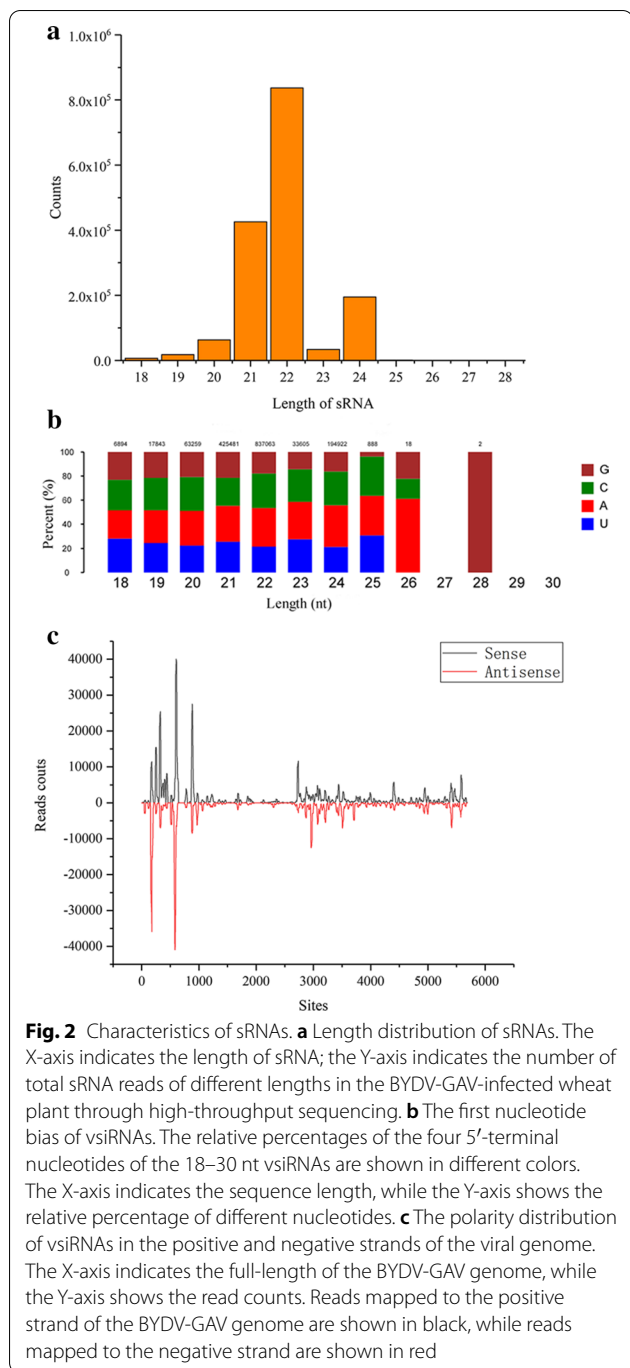 a
1.0x10⁶
8.0x10⁵
6.0x10⁵
4.0x10⁵
2.0x10⁵
0.0
Counts
18 19 20 21 22 23 24 25 26 27 28
Length of sRNA
b
6894 17843 63259 425481 837063 33605 194922 888 18 2
100
80
60
40
20
0
Percent (%)
G
C
A
U
18 19 20 21 22 23 24 25 26 27 28 29 30
Length (nt)
c
Sense
Antisense
40000
30000
20000
10000
0
-10000
-20000
-30000
-40000
Reads couts
0 1000 2000 3000 4000 5000 6000
Sites
Fig. 2 Characteristics of sRNAs. a Length distribution of sRNAs. The
X-axis indicates the length of sRNA; the Y-axis indicates the number of
total sRNA reads of different lengths in the BYDV-GAV-infected wheat
plant through high-throughput sequencing. b The first nucleotide
bias of vsiRNAs. The relative percentages of the four 5′-terminal
nucleotides of the 18–30 nt vsiRNAs are shown in different colors.
The X-axis indicates the sequence length, while the Y-axis shows the
relative percentage of different nucleotides. c The polarity distribution
of vsiRNAs in the positive and negative strands of the viral genome.
The X-axis indicates the full-length of the BYDV-GAV genome, while
the Y-axis shows the read counts. Reads mapped to the positive
strand of the BYDV-GAV genome are shown in black, while reads
mapped to the negative strand are shown in red